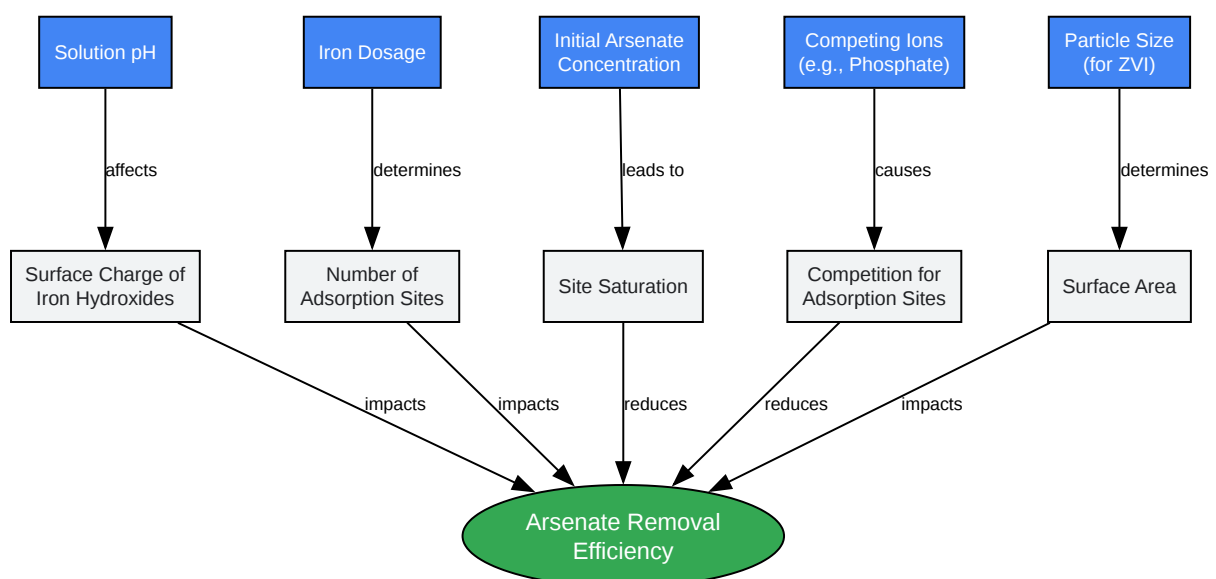 Solution pH
Iron Dosage
Initial Arsenate
Concentration
Competing Ions
(e.g., Phosphate)
Particle Size
(for ZVI)
affects
determines
leads to
causes
determines
Surface Charge of
Iron Hydroxides
Number of
Adsorption Sites
Site Saturation
Competition for
Adsorption Sites
Surface Area
impacts
impacts
reduces
reduces
impacts
Arsenate Removal
Efficiency